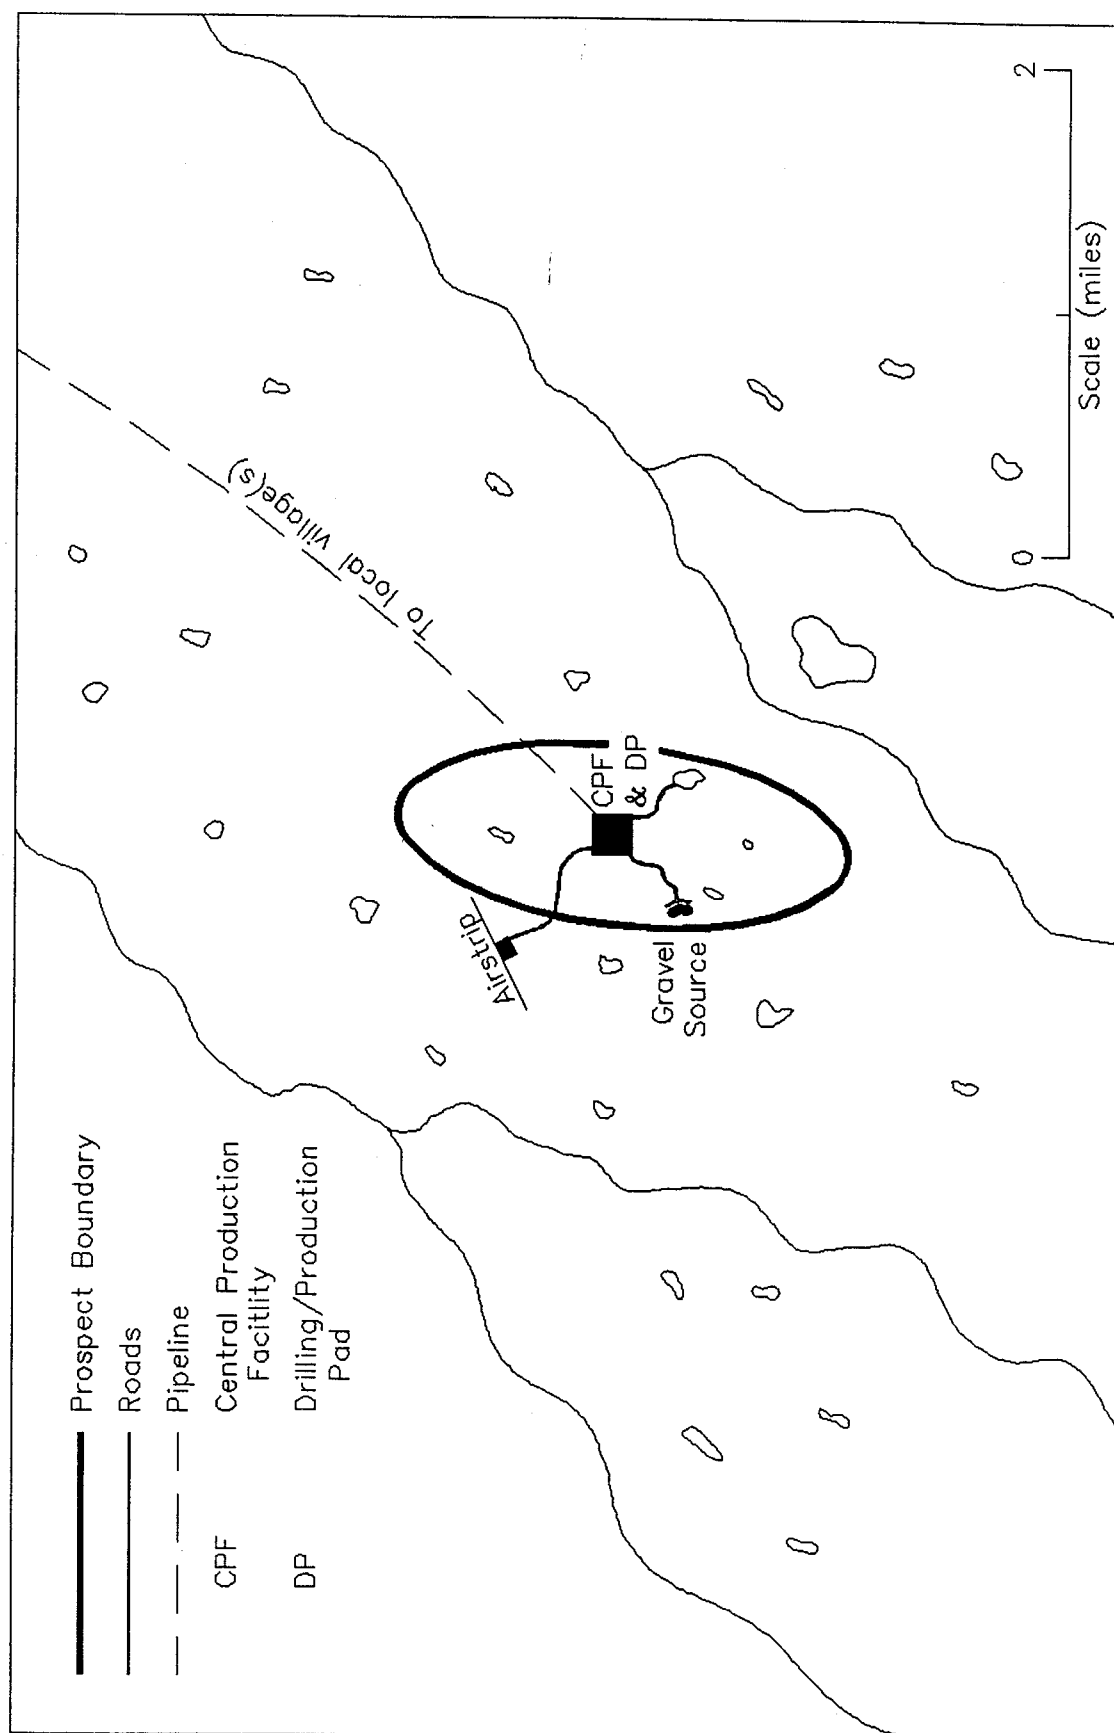 Prospect Boundary
Roads
Pipeline
CPF Central Production
Facitlity
DP Drilling/Production
Pad
To local village(s)
Airstrip
CPF
& DP
Gravel
Source
0 2
Scale (miles)